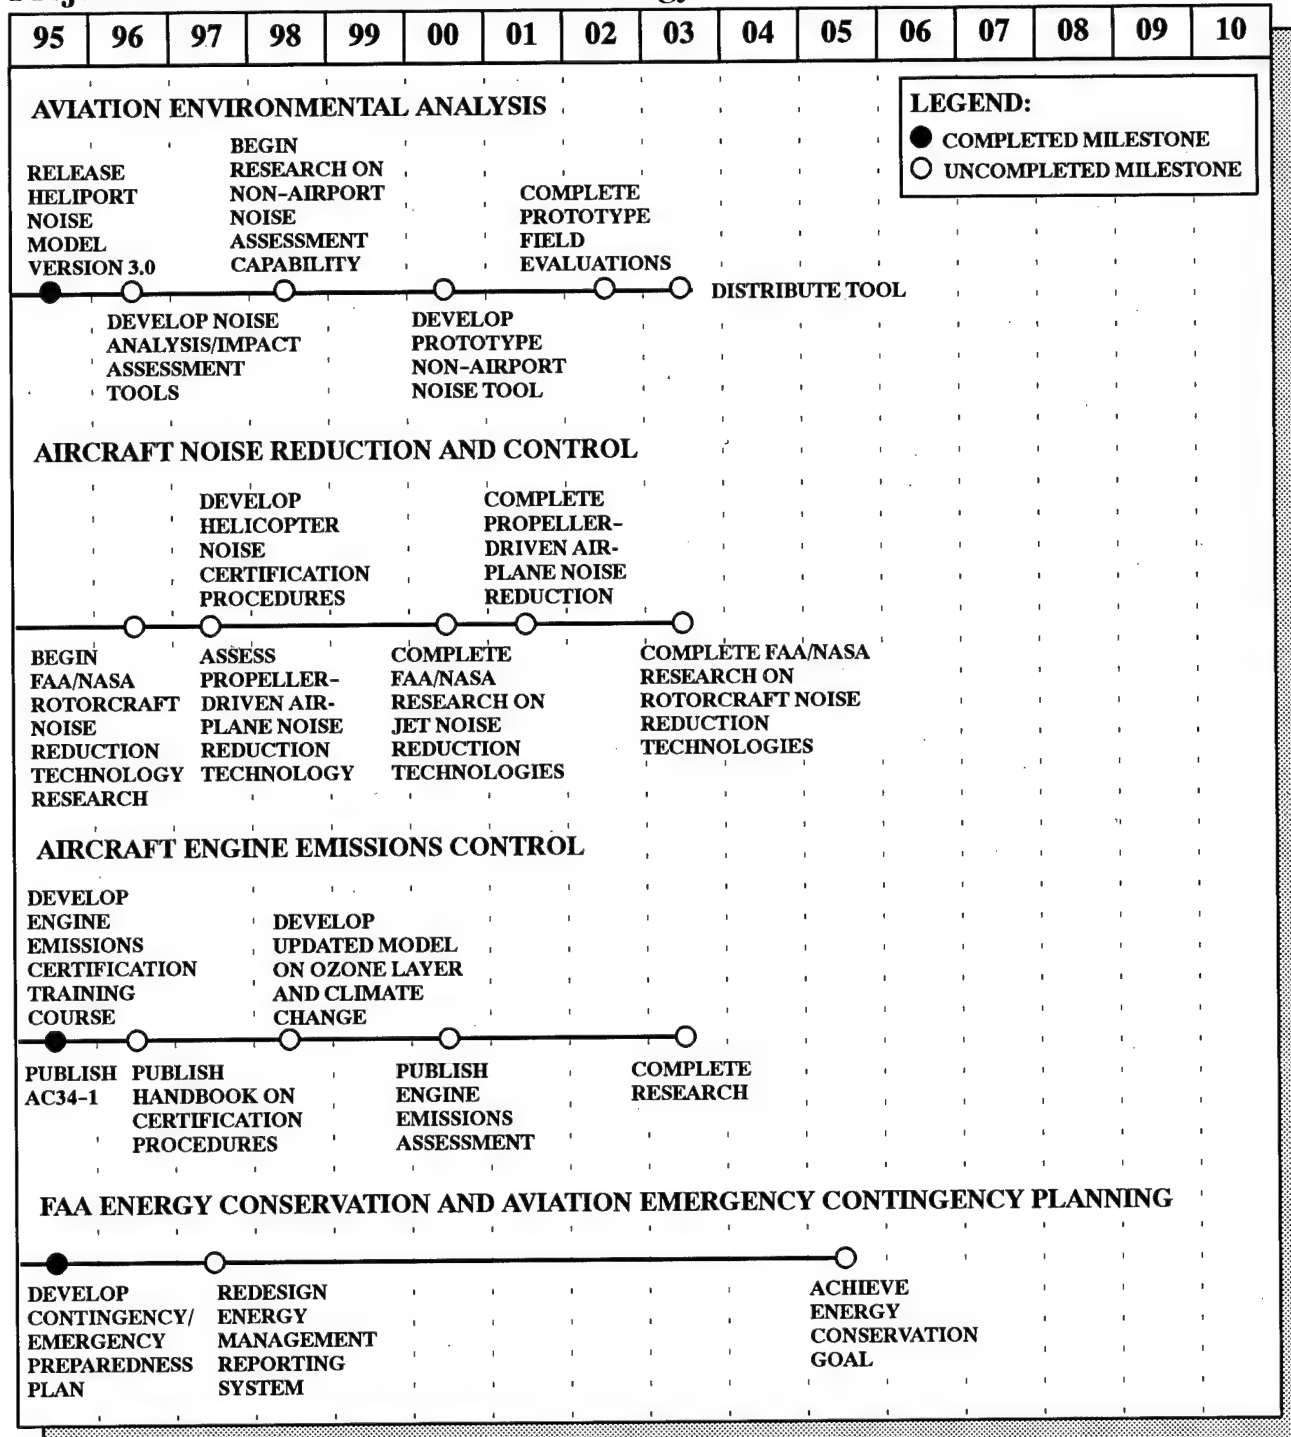 95 96 97 98 99 00 01 02 03 04 05 06 07 08 09 10
LEGEND:
COMPLETED MILESTONE
UNCOMPLETED MILESTONE
AVIATION ENVIRONMENTAL ANALYSIS
RELEASE
HELIPORT
NOISE
MODEL
VERSION 3.0
BEGIN
RESEARCH ON
NON-AIRPORT
NOISE
ASSESSMENT
CAPABILITY
COMPLETE
PROTOTYPE
FIELD
EVALUATIONS
DISTRIBUTE TOOL
DEVELOP NOISE
ANALYSIS/IMPACT
ASSESSMENT
TOOLS
DEVELOP
PROTOTYPE
NON-AIRPORT
NOISE TOOL
AIRCRAFT NOISE REDUCTION AND CONTROL
DEVELOP
HELICOPTER
NOISE
CERTIFICATION
PROCEDURES
COMPLETE
PROPELLER-
DRIVEN AIR-
PLANE NOISE
REDUCTION
BEGIN
FAA/NASA
ROTORCRAFT
NOISE
REDUCTION
TECHNOLOGY
RESEARCH
ASSESS
PROPELLER-
DRIVEN AIR-
PLANE NOISE
REDUCTION
TECHNOLOGY
COMPLETE
FAA/NASA
RESEARCH ON
JET NOISE
REDUCTION
TECHNOLOGIES
COMPLETE FAA/NASA
RESEARCH ON
ROTORCRAFT NOISE
REDUCTION
TECHNOLOGIES
AIRCRAFT ENGINE EMISSIONS CONTROL
DEVELOP
ENGINE
EMISSIONS
CERTIFICATION
TRAINING
COURSE
DEVELOP
UPDATED MODEL
ON OZONE LAYER
AND CLIMATE
CHANGE
PUBLISH
AC34-1
PUBLISH
HANDBOOK ON
CERTIFICATION
PROCEDURES
PUBLISH
ENGINE
EMISSIONS
ASSESSMENT
COMPLETE
RESEARCH
FAA ENERGY CONSERVATION AND AVIATION EMERGENCY CONTINGENCY PLANNING
DEVELOP
CONTINGENCY/
EMERGENCY
PREPAREDNESS
PLAN
REDESIGN
ENERGY
MANAGEMENT
REPORTING
SYSTEM
ACHIEVE
ENERGY
CONSERVATION
GOAL